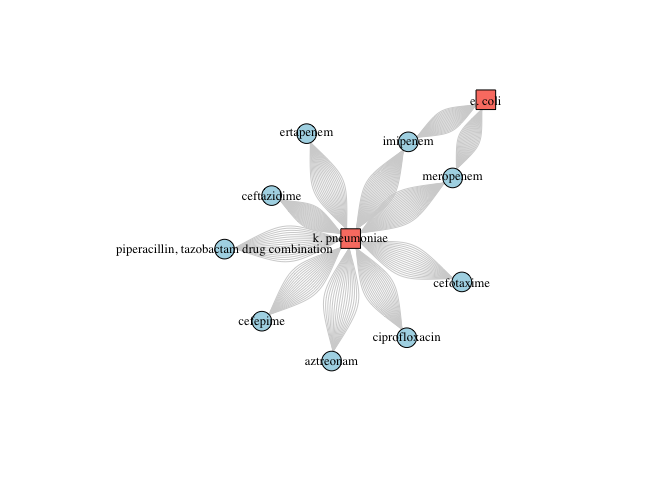 e. coli
ertapenem
imipenem
meropenem
ceftazidime
k. pneumoniae
piperacillin, tazobactam drug combination
cefotaxime
cefepime
ciprofloxacin
aztreonam